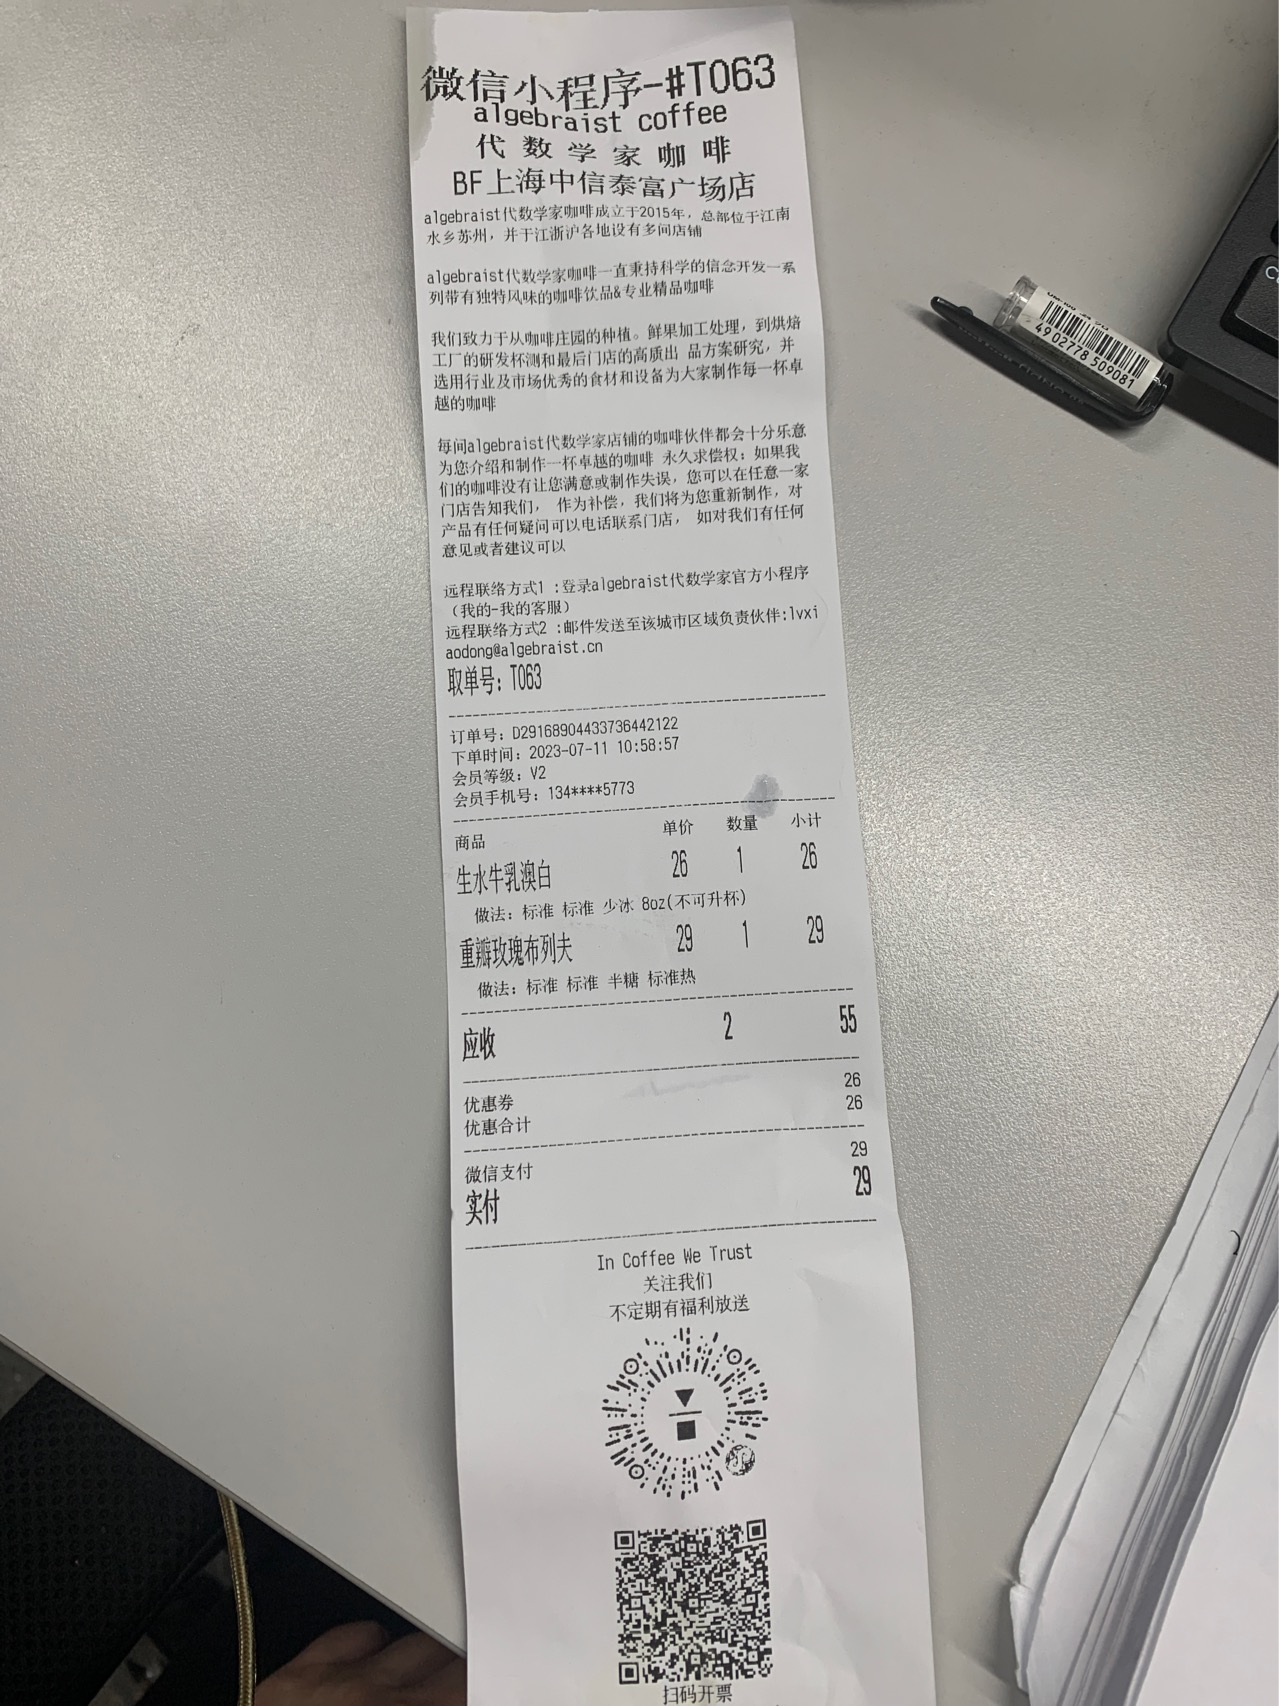 微信小程序-#T063
algebraist coffee
代数学家咖啡
BF上海中信泰富广场店
algebraist代数学家咖啡成立于2015年，总部位于江南
水乡苏州，并于江浙沪各地设有多间店铺
algebraist代数学家咖啡一直秉持科学的信念开发一系
列带有独特风味的咖啡饮品&专业精品咖啡
我们致力于从咖啡庄园的种植。鲜果加工处理，到烘焙
工厂的研发杯测和最后门店的高质出 品方案研究，并
选用行业及市场优秀的食材和设备为大家制作每一杯卓
越的咖啡
每间algebraist代数学家店铺的咖啡伙伴都会十分乐意
为您介绍和制作一杯卓越的咖啡 永久求偿权：如果我
们的咖啡没有让您满意或制作失误，您可以在任意一家
门店告知我们， 作为补偿，我们将为您重新制作，对
产品有任何疑问可以电话联系门店， 如对我们有任何
意见或者建议可以
远程联络方式1 :登录algebraist代数学家官方小程序
（我的-我的客服）
远程联络方式2 :邮件发送至该城市区域负责伙伴:lvxi
aodong@algebraist.cn
取单号：T063
订单号：D29168904433736442122
下单时间：2023-07-11 10:58:57
会员等级：V2
会员手机号：134****5773
商品 单价 数量 小计
生水牛乳澳白 26 1 26
做法：标准 标准 少冰 8oz(不可升杯)
重瓣玫瑰布列夫 29 1 29
做法：标准 标准 半糖 标准热
应收 2 55
优惠券 26
优惠合计 26
微信支付 29
实付 29
In Coffee We Trust
关注我们
不定期有福利放送
扫码开票
4902778 509081